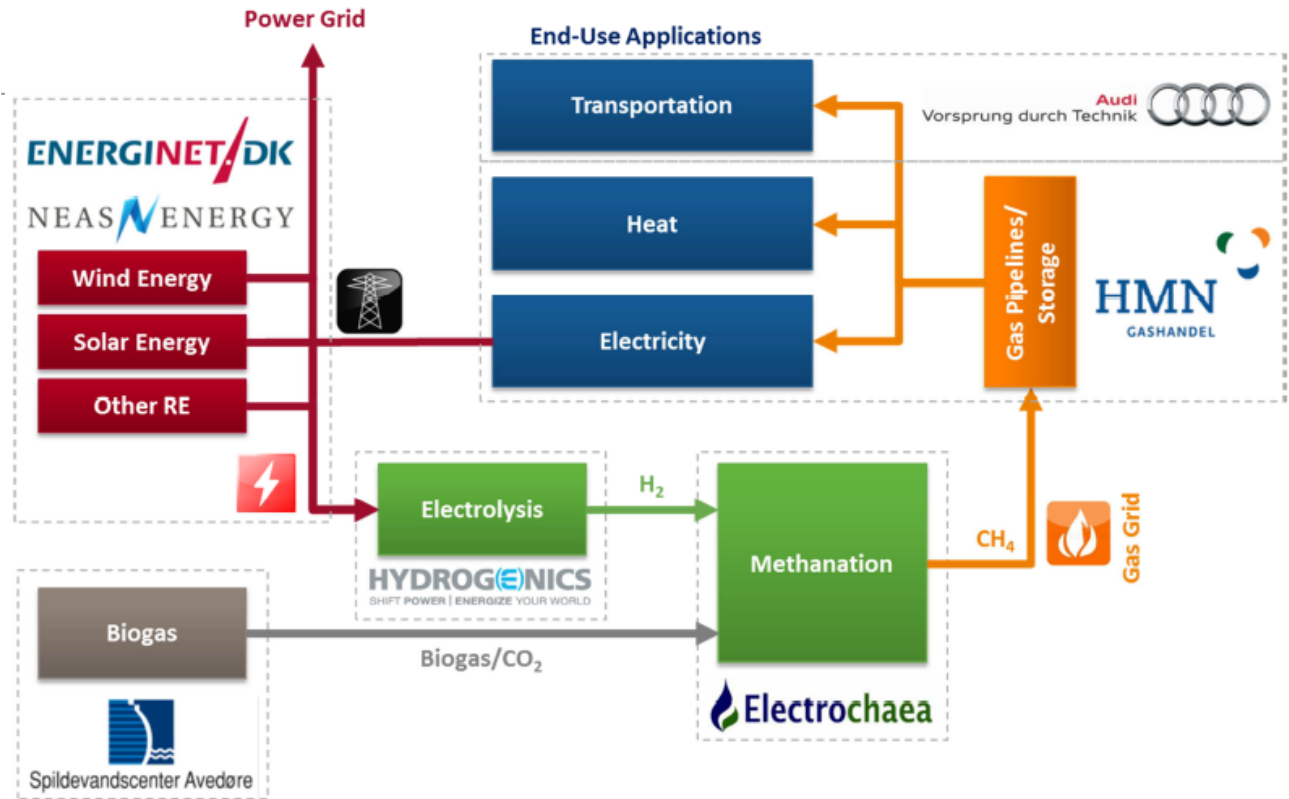 Power Grid
End-Use Applications
ENERGINET/DK
NEAS ENERGY
Wind Energy
Solar Energy
Other RE
Transportation
Heat
Electricity
Audi
Vorsprung durch Technik
Gas Pipelines/
Storage
HMN
GASHANDEL
Electrolysis
H₂
HYDROGENICS
SHIFT POWER | ENERGIZE YOUR WORLD
Methanation
CH₄
Gas Grid
Electrochaea
Biogas
Biogas/CO₂
Spildevandscenter Avedøre